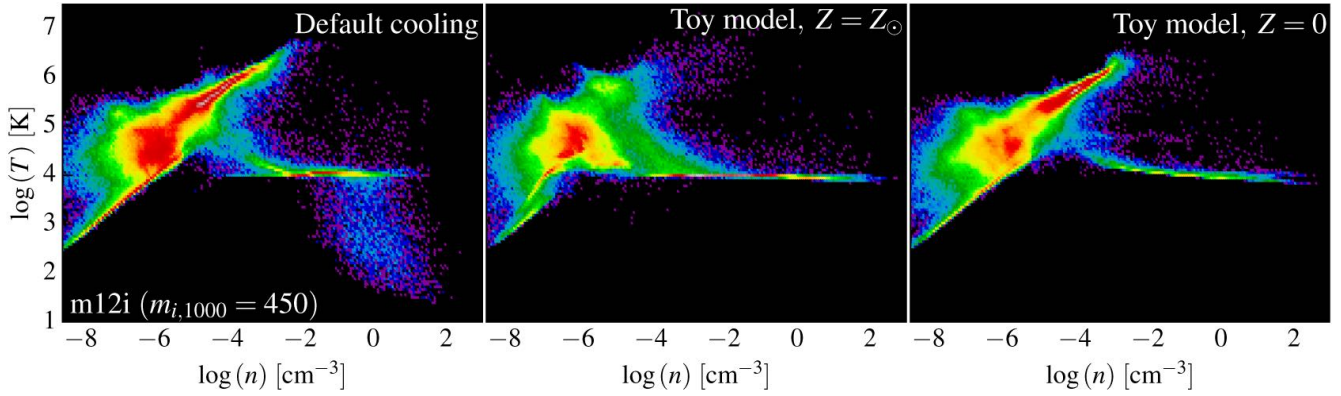 Default cooling
Toy model, Z = Z⊙
Toy model, Z = 0
log (T) [K]
7
6
5
4
3
2
1
m12i (m_{i,1000} = 450)
−8 −6 −4 −2 0 2
−8 −6 −4 −2 0 2
−8 −6 −4 −2 0 2
log (n) [cm⁻³]
log (n) [cm⁻³]
log (n) [cm⁻³]